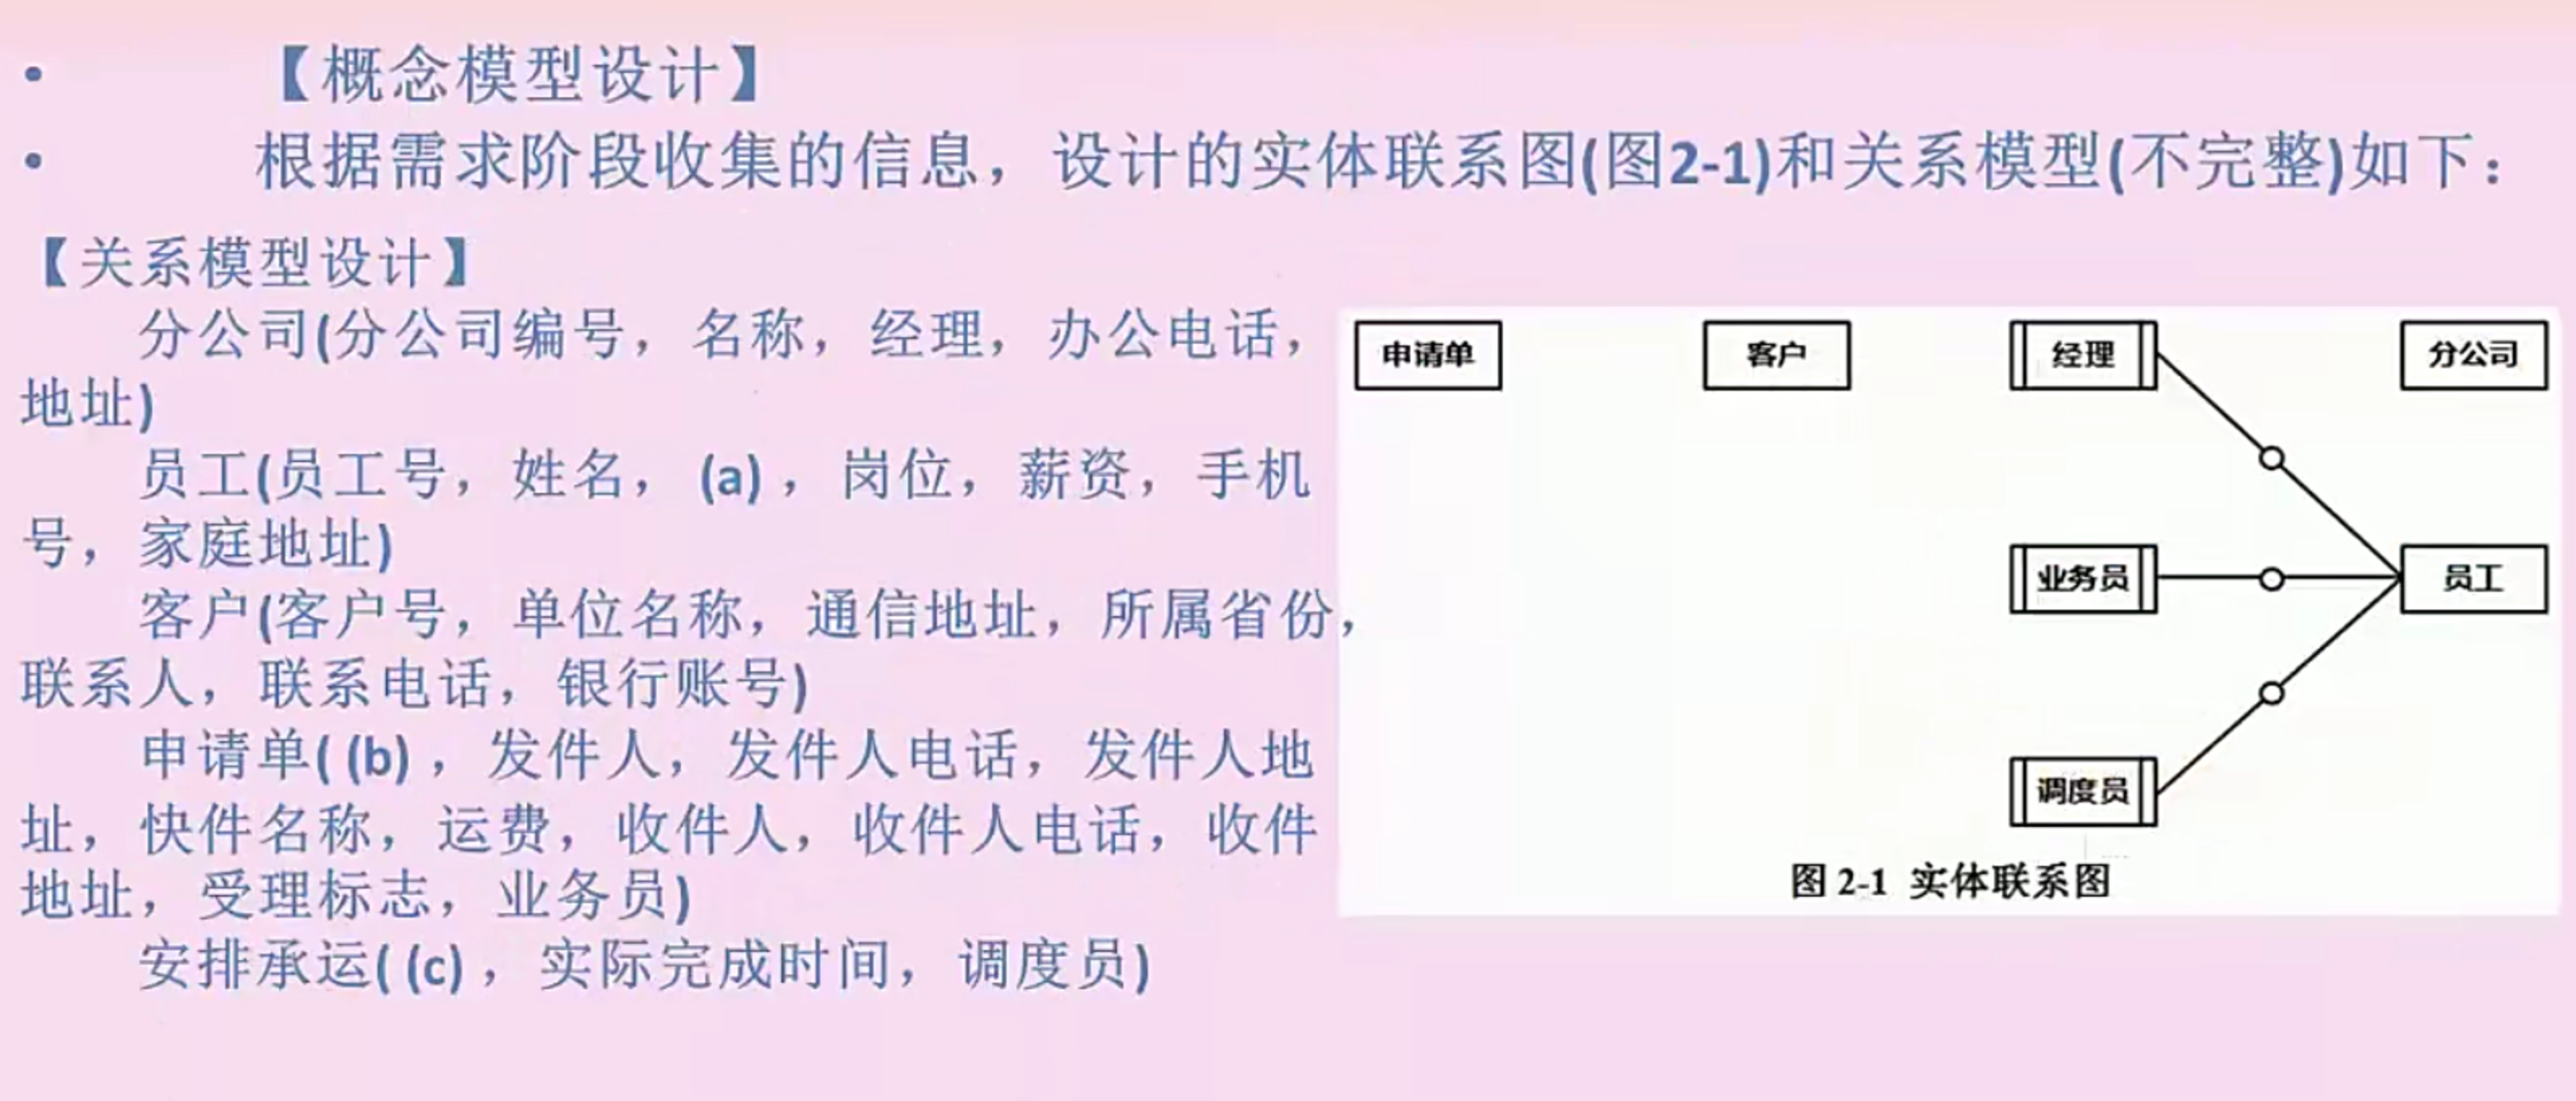 • 【概念模型设计】
• 根据需求阶段收集的信息，设计的实体联系图(图2-1)和关系模型(不完整)如下：
【关系模型设计】
分公司(分公司编号，名称，经理，办公电话，
地址)
员工(员工号，姓名，(a)，岗位，薪资，手机
号，家庭地址)
客户(客户号，单位名称，通信地址，所属省份，
联系人，联系电话，银行账号)
申请单((b)，发件人，发件人电话，发件人地
址，快件名称，运费，收件人，收件人电话，收件
地址，受理标志，业务员)
安排承运((c)，实际完成时间，调度员)
申请单 客户 经理 分公司
业务员 员工
调度员
图 2-1 实体联系图